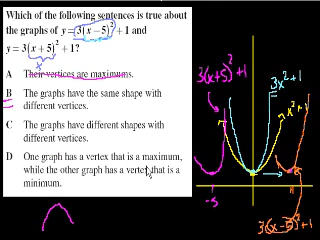 Which of the following sentences is true about
the graphs of y = 3(x − 5)² + 1 and
y = 3(x + 5)² + 1?
A Their vertices are maximums.
B The graphs have the same shape with
different vertices.
C The graphs have different shapes with
different vertices.
D One graph has a vertex that is a maximum,
while the other graph has a vertex that is a
minimum.
3(x+5)²+1
3x²+1
x²+1
-5
3(x-5)²+1